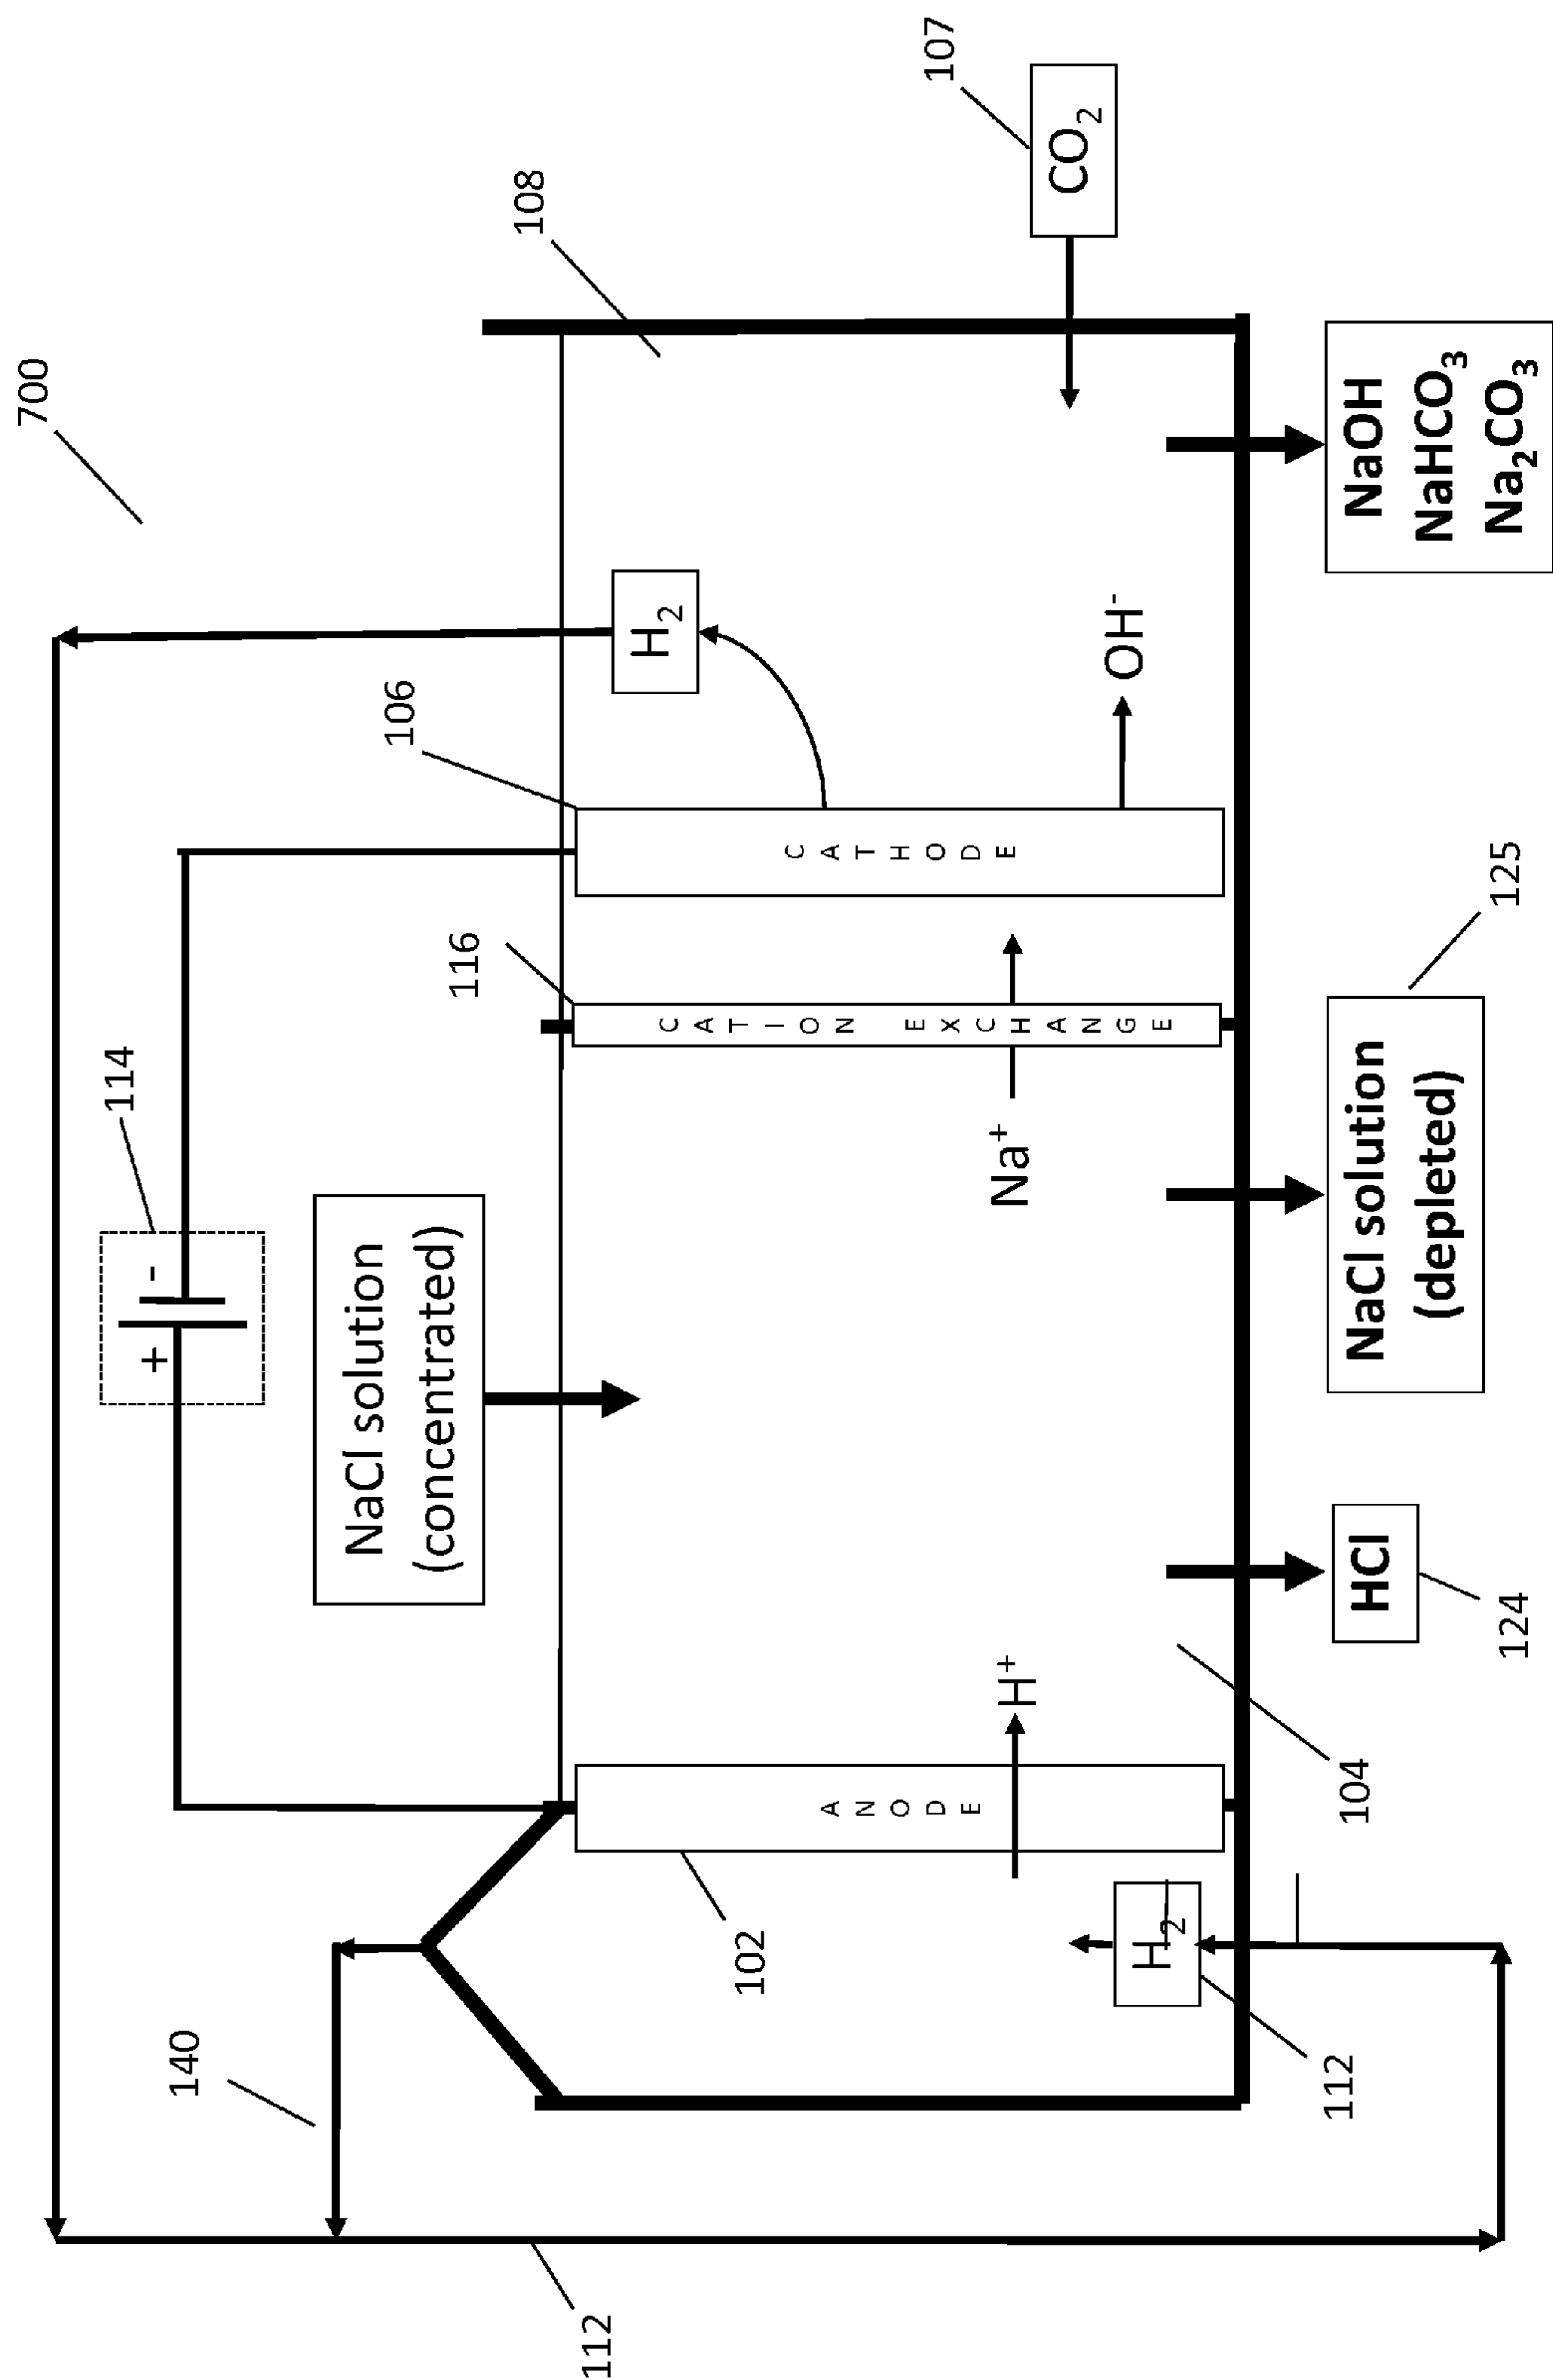 700
114
+ -
NaCl solution
(concentrated)
140
112
116
106
108
107
H2
CO2
102
ANODE
CATION EXCHANGE
CATHODE
H+
Na+
OH-
H2
112
104
HCl
124
NaCl solution
(depleted)
125
NaOH
NaHCO3
Na2CO3